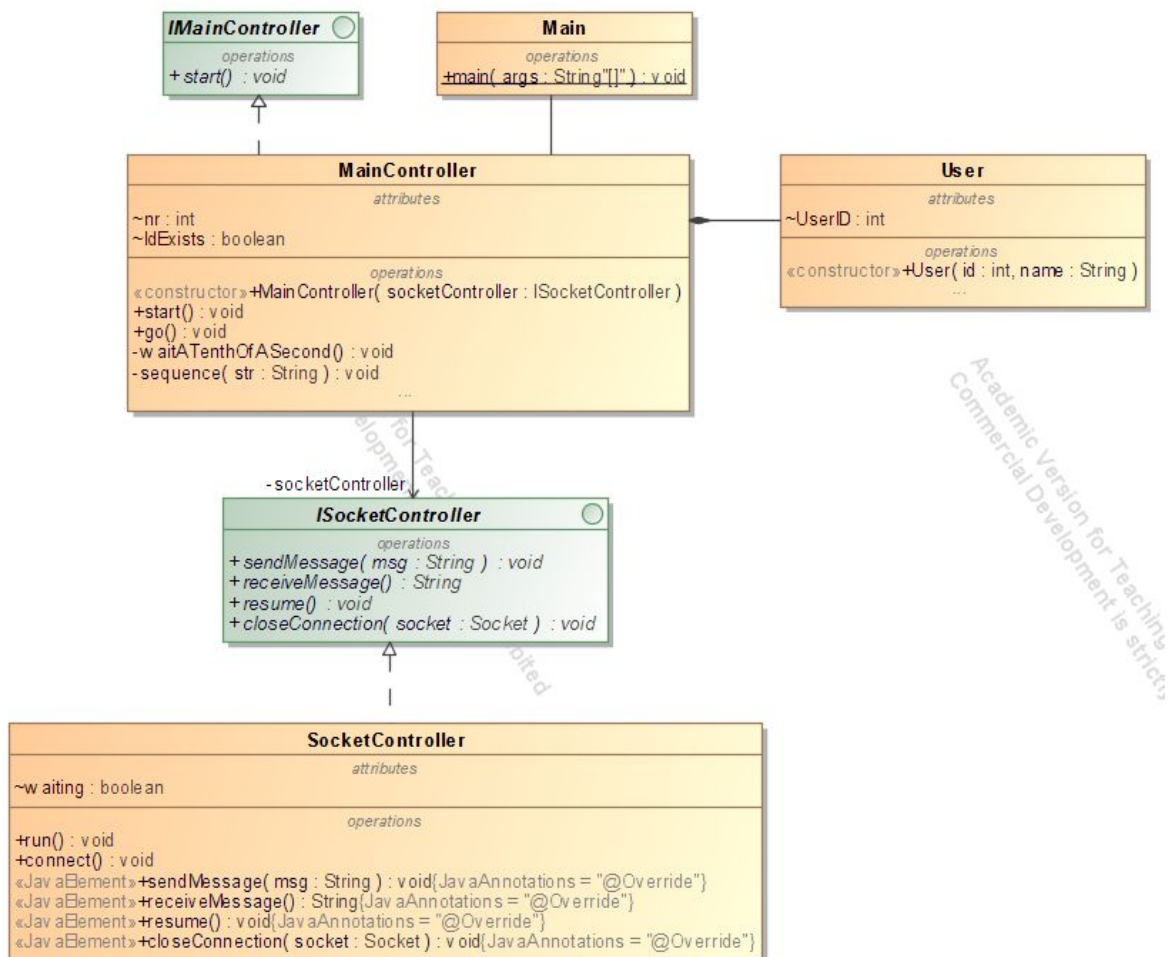 IMainController
operations
+ start() : void
Main
operations
+main( args : String"[]" ) : void
MainController
attributes
~nr : int
~IdExists : boolean
operations
«constructor»+MainController( socketController : ISocketController )
+start() : void
+go() : void
-waitATenthOfASecond() : void
-sequence( str : String ) : void
...
User
attributes
~UserID : int
operations
«constructor»+User( id : int, name : String )
...
for Teaching
Academic Version for Teaching
Commercial Development is strictly
-socketController
ISocketController
operations
+ sendMessage( msg : String ) : void
+ receiveMessage() : String
+ resume() : void
+ closeConnection( socket : Socket ) : void
SocketController
attributes
~waiting : boolean
operations
+run() : void
+connect() : void
«JavaElement»+sendMessage( msg : String ) : void{JavaAnnotations = "@Override"}
«JavaElement»+receiveMessage() : String{JavaAnnotations = "@Override"}
«JavaElement»+resume() : void{JavaAnnotations = "@Override"}
«JavaElement»+closeConnection( socket : Socket ) : void{JavaAnnotations = "@Override"}